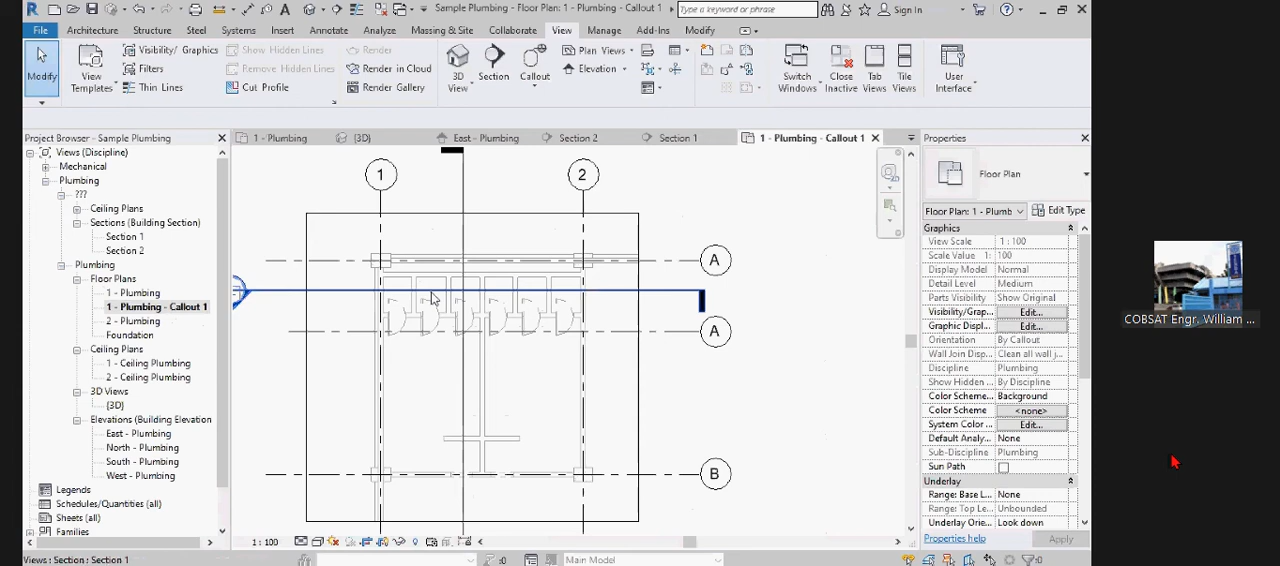 Sample Plumbing - Floor Plan: 1 - Plumbing - Callout 1
Type a keyword or phrase
Sign In
File Architecture Structure Steel Systems Insert Annotate Analyze Massing & Site Collaborate View Manage Add-Ins Modify
Modify
View Templates
Visibility/ Graphics
Filters
Thin Lines
Show Hidden Lines
Remove Hidden Lines
Cut Profile
Render
Render in Cloud
Render Gallery
3D View
Section
Callout
Plan Views
Elevation
Switch Windows
Close Inactive
Tab Views
Tile Views
User Interface
Project Browser - Sample Plumbing
1 - Plumbing
{3D}
East - Plumbing
Section 2
Section 1
1 - Plumbing - Callout 1
Properties
Views (Discipline)
Mechanical
Plumbing
???
Ceiling Plans
Sections (Building Section)
Section 1
Section 2
Plumbing
Floor Plans
1 - Plumbing
1 - Plumbing - Callout 1
2 - Plumbing
Foundation
Ceiling Plans
1 - Ceiling Plumbing
2 - Ceiling Plumbing
3D Views
{3D}
Elevations (Building Elevation
East - Plumbing
North - Plumbing
South - Plumbing
West - Plumbing
Legends
Schedules/Quantities (all)
Sheets (all)
Families
1
2
A
A
B
Floor Plan
Floor Plan: 1 - Plumb
Edit Type
Graphics
View Scale 1 : 100
Scale Value 1: 100
Display Model Normal
Detail Level Medium
Parts Visibility Show Original
Visibility/Grap... Edit...
Graphic Displ... Edit...
Orientation By Callout
Wall Join Disp... Clean all wall j...
Discipline Plumbing
Show Hidden ... By Discipline
Color Scheme ... Background
Color Scheme <none>
System Color ... Edit...
Default Analy... None
Sub-Discipline Plumbing
Sun Path
Underlay
Range: Base L... None
Range: Top Le... Unbounded
Underlay Orie... Look down
Properties help
Apply
1 : 100
Views : Section : Section 1
:0
Main Model
:0
COBSAT Engr. William ...